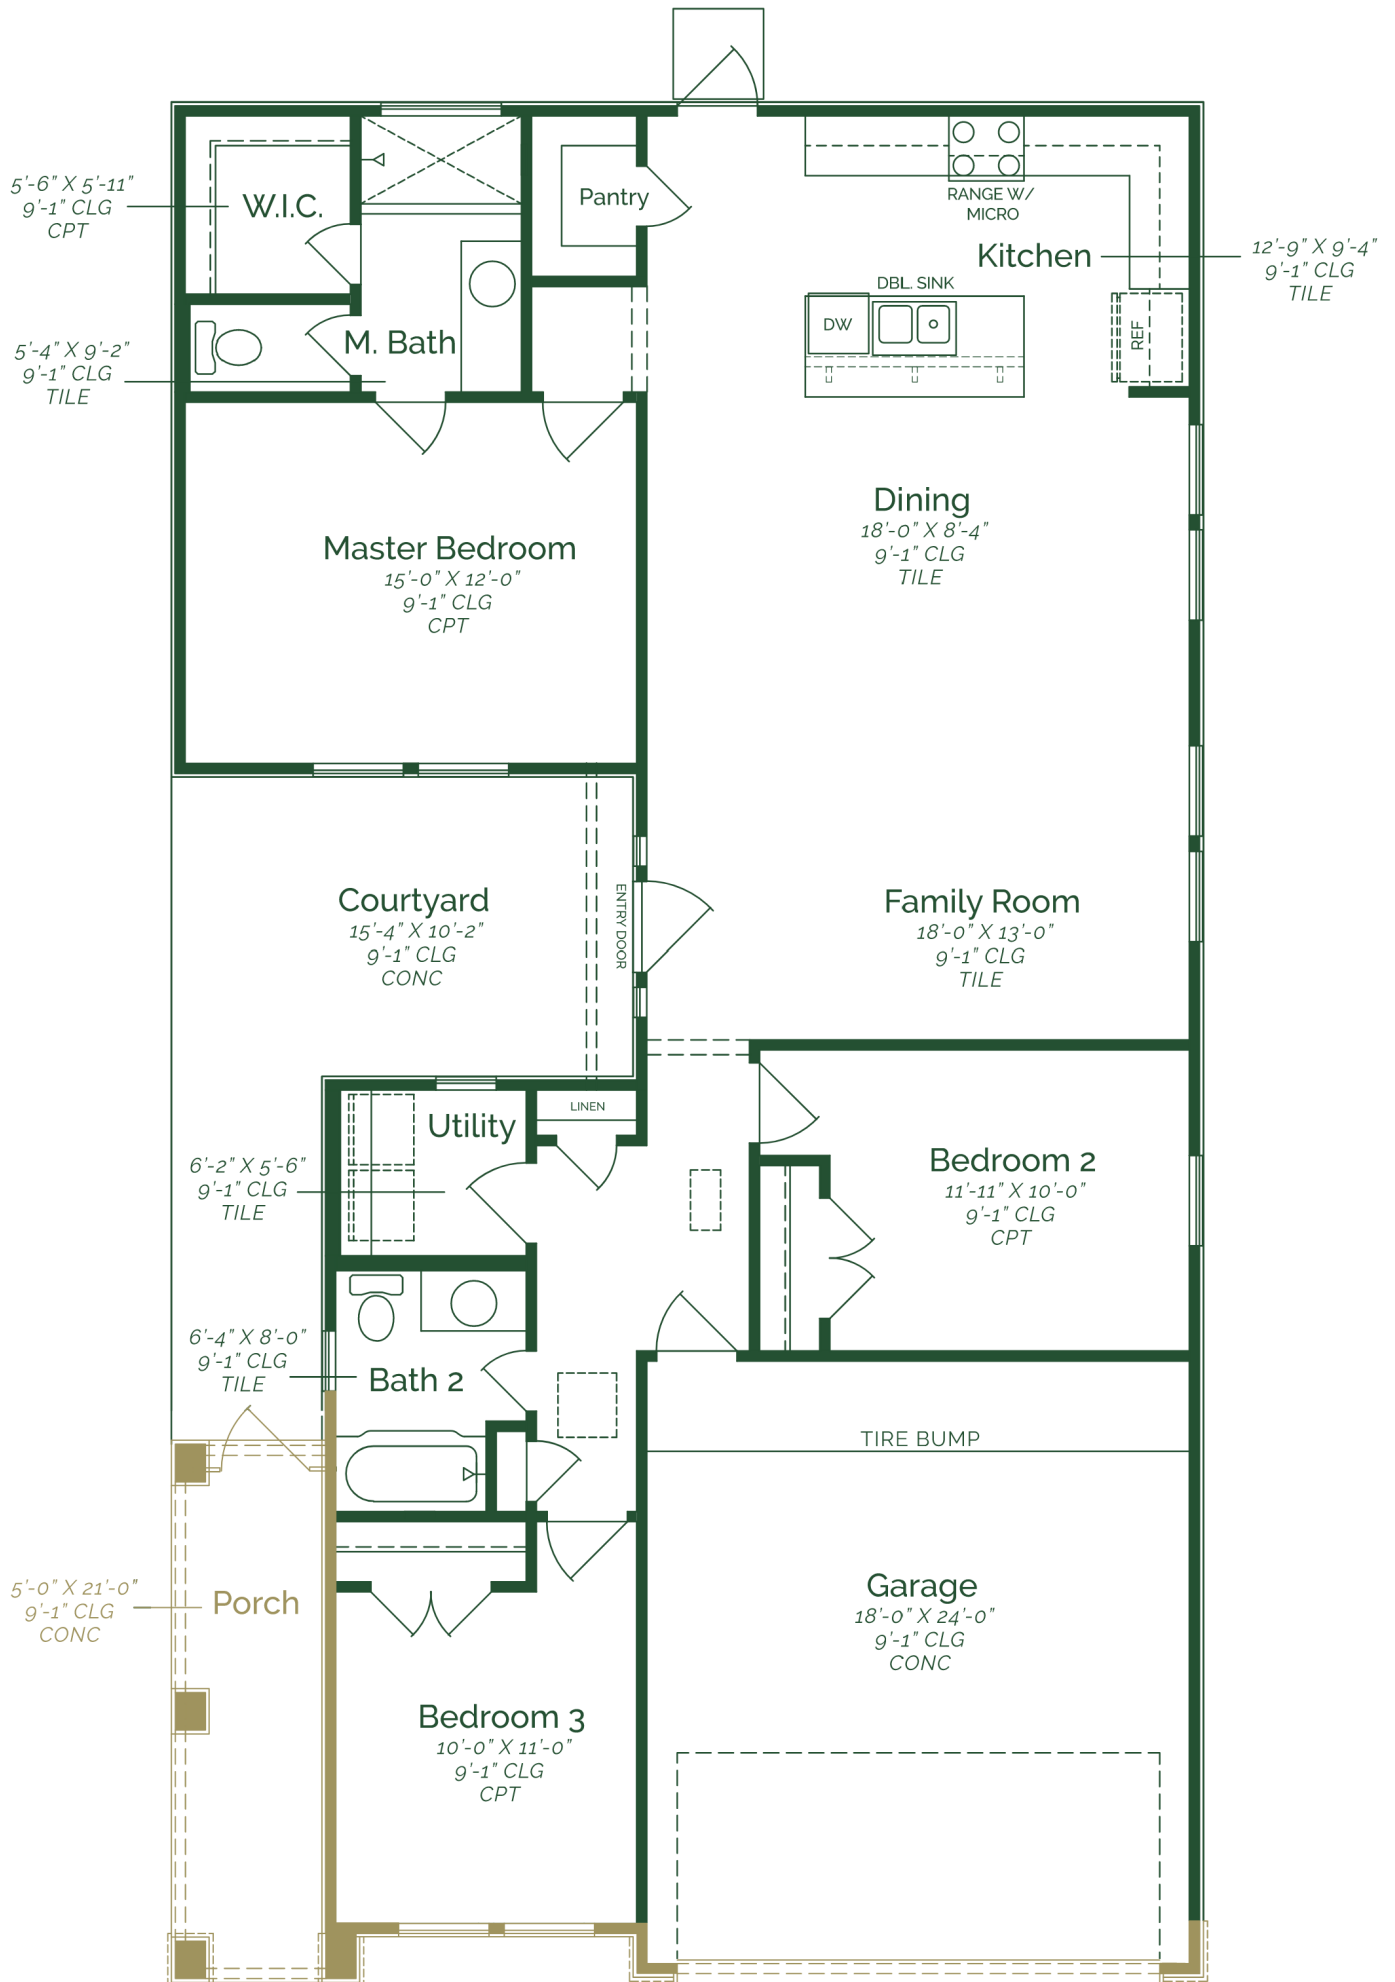 5'-6" X 5'-11"
9'-1" CLG
CPT
W.I.C.
Pantry
RANGE W/
MICRO
Kitchen
12'-9" X 9'-4"
9'-1" CLG
TILE
DBL. SINK
DW
REF
5'-4" X 9'-2"
9'-1" CLG
TILE
M. Bath
Dining
18'-0" X 8'-4"
9'-1" CLG
TILE
Master Bedroom
15'-0" X 12'-0"
9'-1" CLG
CPT
Courtyard
15'-4" X 10'-2"
9'-1" CLG
CONC
ENTRY DOOR
Family Room
18'-0" X 13'-0"
9'-1" CLG
TILE
LINEN
Utility
6'-2" X 5'-6"
9'-1" CLG
TILE
Bedroom 2
11'-11" X 10'-0"
9'-1" CLG
CPT
6'-4" X 8'-0"
9'-1" CLG
TILE
Bath 2
TIRE BUMP
5'-0" X 21'-0"
9'-1" CLG
CONC
Porch
Garage
18'-0" X 24'-0"
9'-1" CLG
CONC
Bedroom 3
10'-0" X 11'-0"
9'-1" CLG
CPT